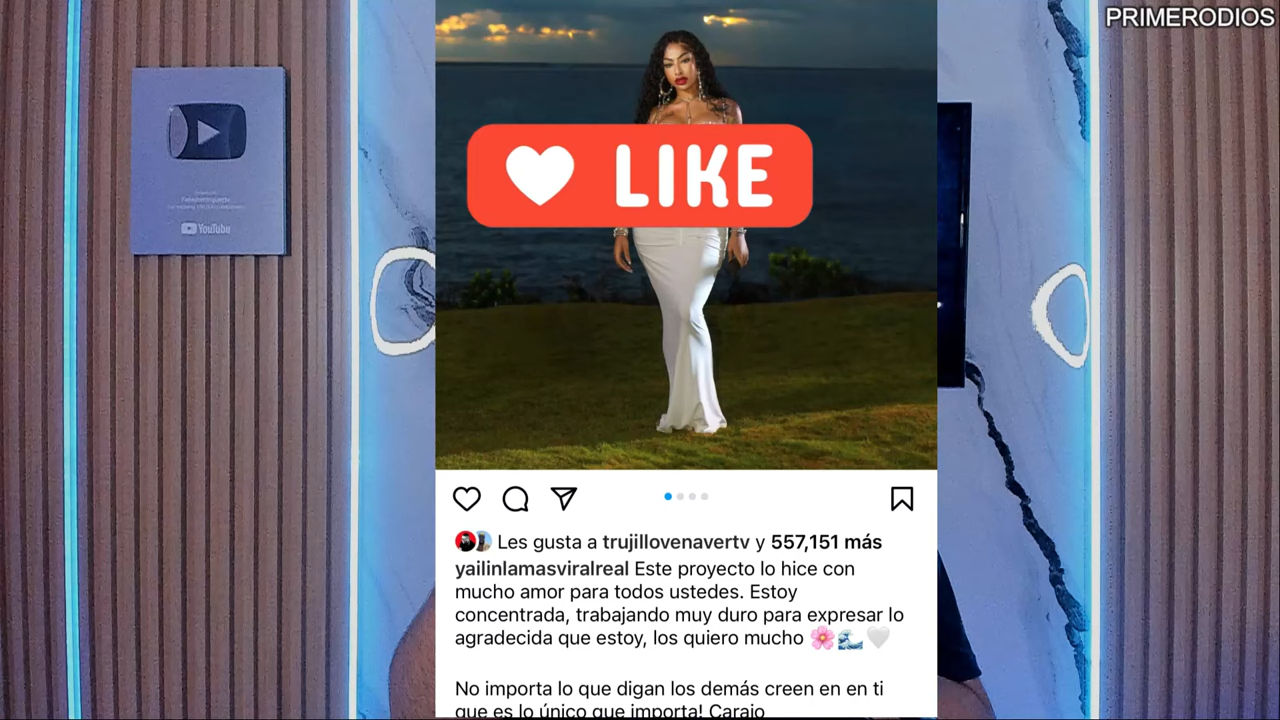 PRIMERODIOS
LIKE
YouTube
Les gusta a trujillovenavertv y 557,151 más
yailinlamasviralreal Este proyecto lo hice con
mucho amor para todos ustedes. Estoy
concentrada, trabajando muy duro para expresar lo
agradecida que estoy, los quiero mucho 🌸🌊🤍
No importa lo que digan los demás creen en en ti
que es lo único que importa! Carajo